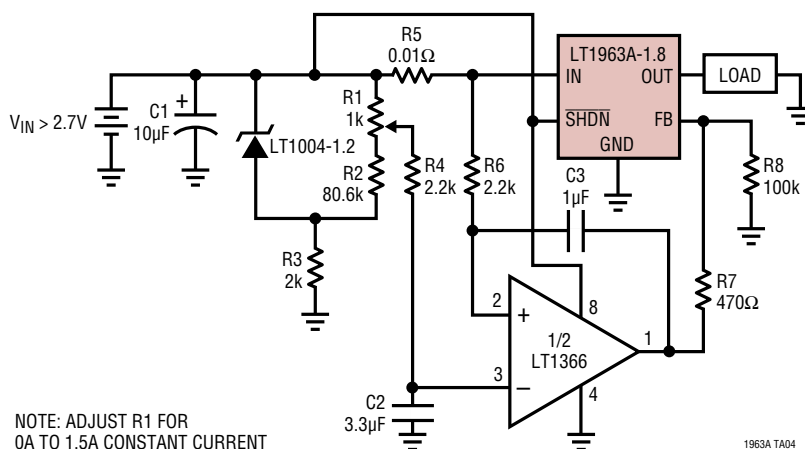 R5
0.01Ω
LT1963A-1.8
IN
OUT
LOAD
R1
1k
VIN > 2.7V
C1
10µF
+
LT1004-1.2
SHDN
FB
GND
R2
80.6k
R4
2.2k
R6
2.2k
C3
1µF
R8
100k
R3
2k
R7
470Ω
2
+
8
1/2
LT1366
1
3
–
4
C2
3.3µF
NOTE: ADJUST R1 FOR
0A TO 1.5A CONSTANT CURRENT
1963A TA04